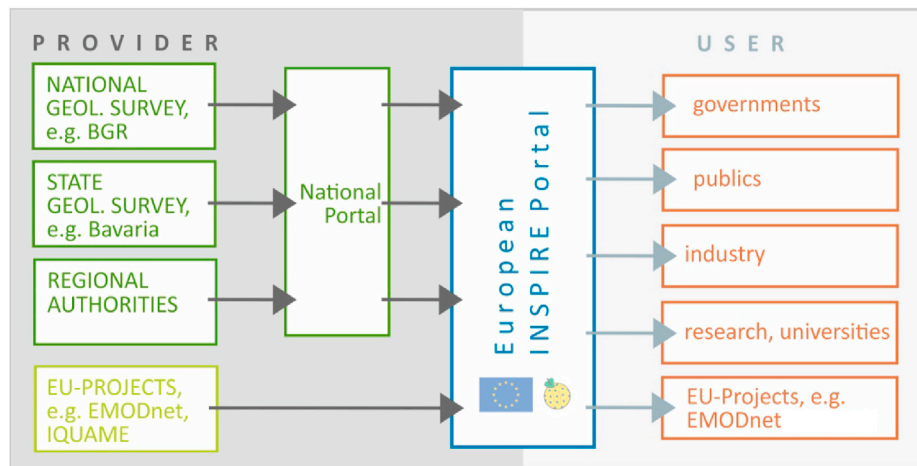 PROVIDER
USER
NATIONAL
GEOL. SURVEY,
e.g. BGR
STATE
GEOL. SURVEY,
e.g. Bavaria
REGIONAL
AUTHORITIES
EU-PROJECTS,
e.g. EMODnet,
IQUAME
National
Portal
European
INSPIRE Portal
governments
publics
industry
research, universities
EU-Projects, e.g.
EMODnet